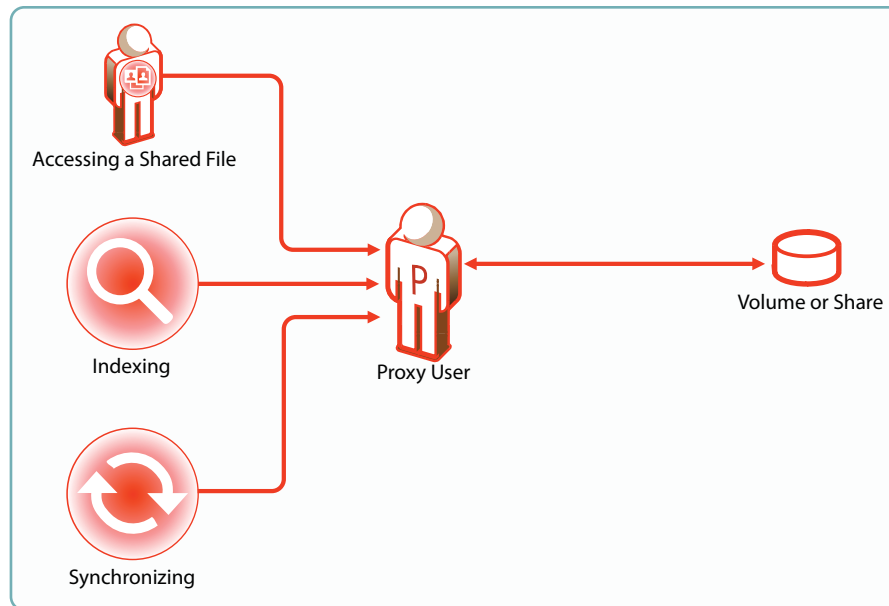 Accessing a Shared File
P
Indexing
Proxy User
Volume or Share
Synchronizing